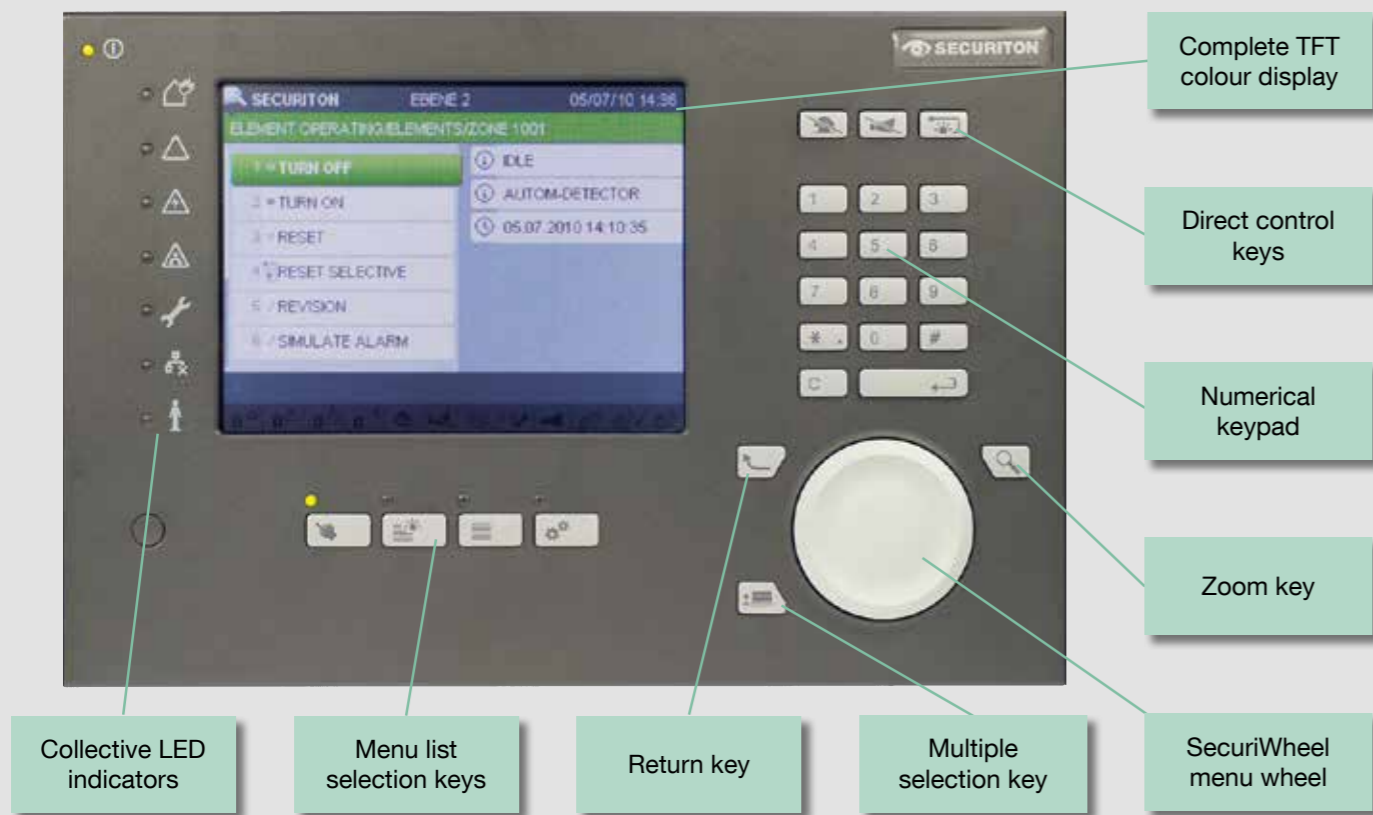 SECURITON
SECURITON EBENE 2 05/07/10 14:36
ELEMENT OPERATING/ELEMENTS/ZONE 1001
1 = TURN OFF
2 = TURN ON
3 = RESET
4 RESET SELECTIVE
5 / REVISION
6 / SIMULATE ALARM
IDLE
AUTOM-DETECTOR
05.07.2010 14:10:35
1 2 3
4 5 6
7 8 9
* . 0 #
C
Complete TFT
colour display
Direct control
keys
Numerical
keypad
Zoom key
SecuriWheel
menu wheel
Multiple
selection key
Return key
Menu list
selection keys
Collective LED
indicators